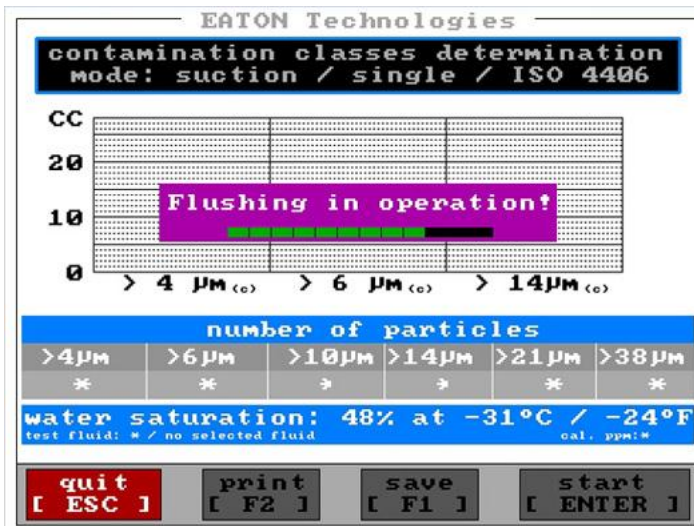 EATON Technologies
contamination classes determination
mode: suction / single / ISO 4406
CC
20
Flushing in operation!
10
0
> 4 µm(c) > 6 µm(c) > 14µm(c)
number of particles
>4µm >6µm >10µm >14µm >21µm >38µm
* * * * * *
water saturation: 48% at -31ºC / -24ºF
test fluid: * / no selected fluid cal. ppm:*
quit print save start
[ ESC ] [ F2 ] [ F1 ] [ ENTER ]